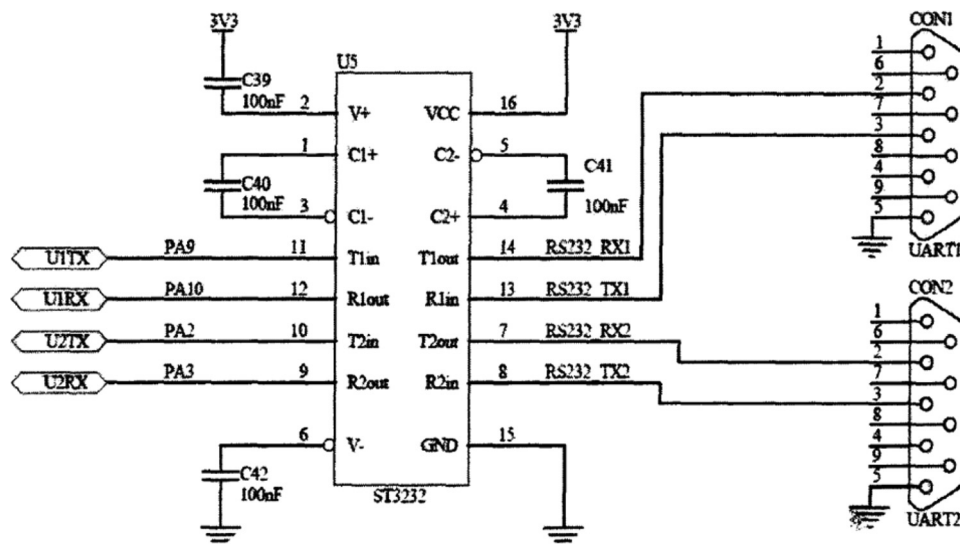 3V3
3V3
CON1
U5
C39
100nF
2 V+
VCC 16
1 C1+
C2- 5
C40
100nF
C41
100nF
3 C1-
C2+ 4
U1TX PA9 11 T1in
T1out 14 RS232_RX1
U1RX PA10 12 R1out
R1in 13 RS232_TX1
U2TX PA2 10 T2in
T2out 7 RS232_RX2
U2RX PA3 9 R2out
R2in 8 RS232_TX2
6 V-
GND 15
C42
100nF
ST3232
1
6
2
7
3
8
4
9
5
UART1
CON2
1
6
2
7
3
8
4
9
5
UART2